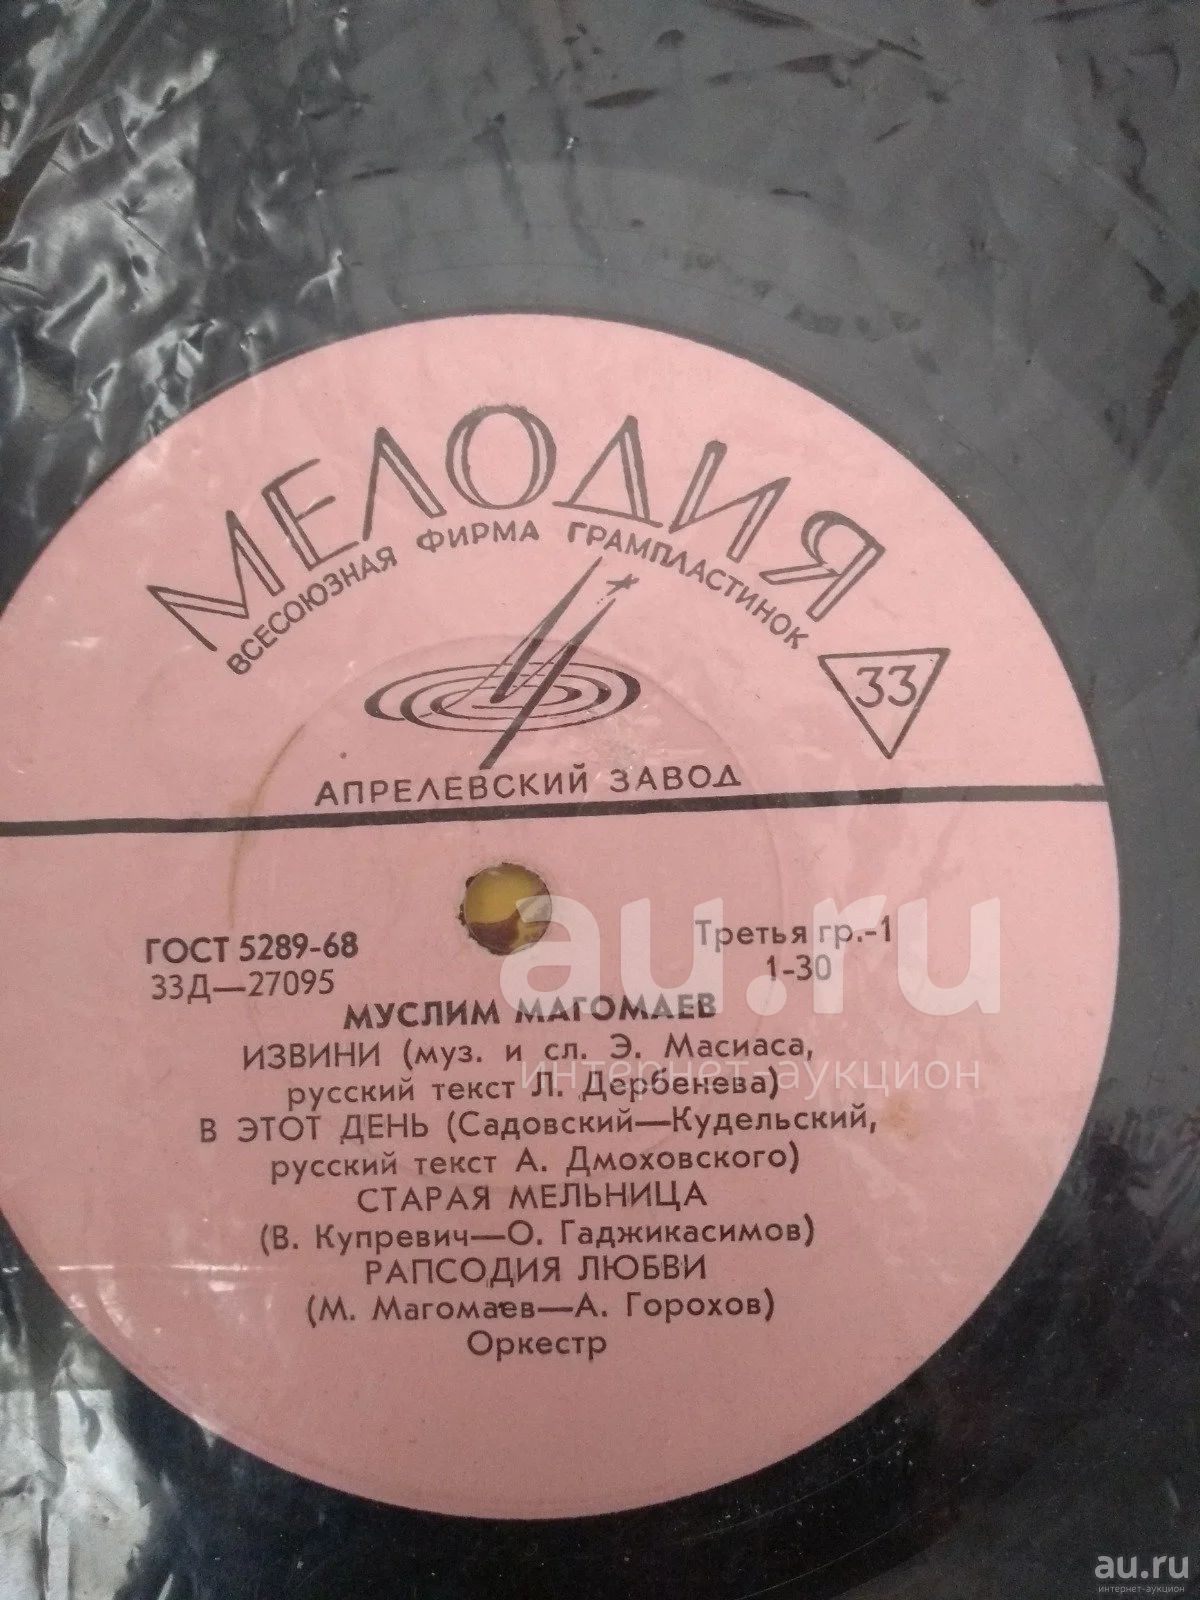 МЕЛОДИЯ
ВСЕСОЮЗНАЯ ФИРМА ГРАМПЛАСТИНОК
33
АПРЕЛЕВСКИЙ ЗАВОД
ГОСТ 5289-68
Третья гр.-1
33Д—27095
1-30
МУСЛИМ МАГОМАЕВ
ИЗВИНИ (муз. и сл. Э. Масиаса,
русский текст Л. Дербенева)
В ЭТОТ ДЕНЬ (Садовский—Кудельский,
русский текст А. Дмоховского)
СТАРАЯ МЕЛЬНИЦА
(В. Купревич—О. Гаджикасимов)
РАПСОДИЯ ЛЮБВИ
(М. Магомаев—А. Горохов)
Оркестр
au.ru
интернет-аукцион
au.ru
интернет-аукцион